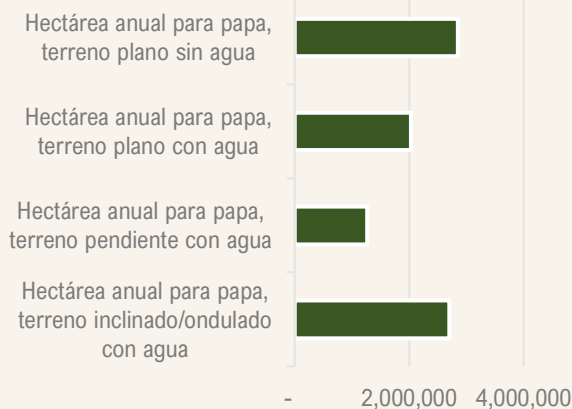 Hectárea anual para papa,
terreno plano sin agua
Hectárea anual para papa,
terreno plano con agua
Hectárea anual para papa,
terreno pendiente con agua
Hectárea anual para papa,
terreno inclinado/ondulado
con agua
- 2,000,000 4,000,000